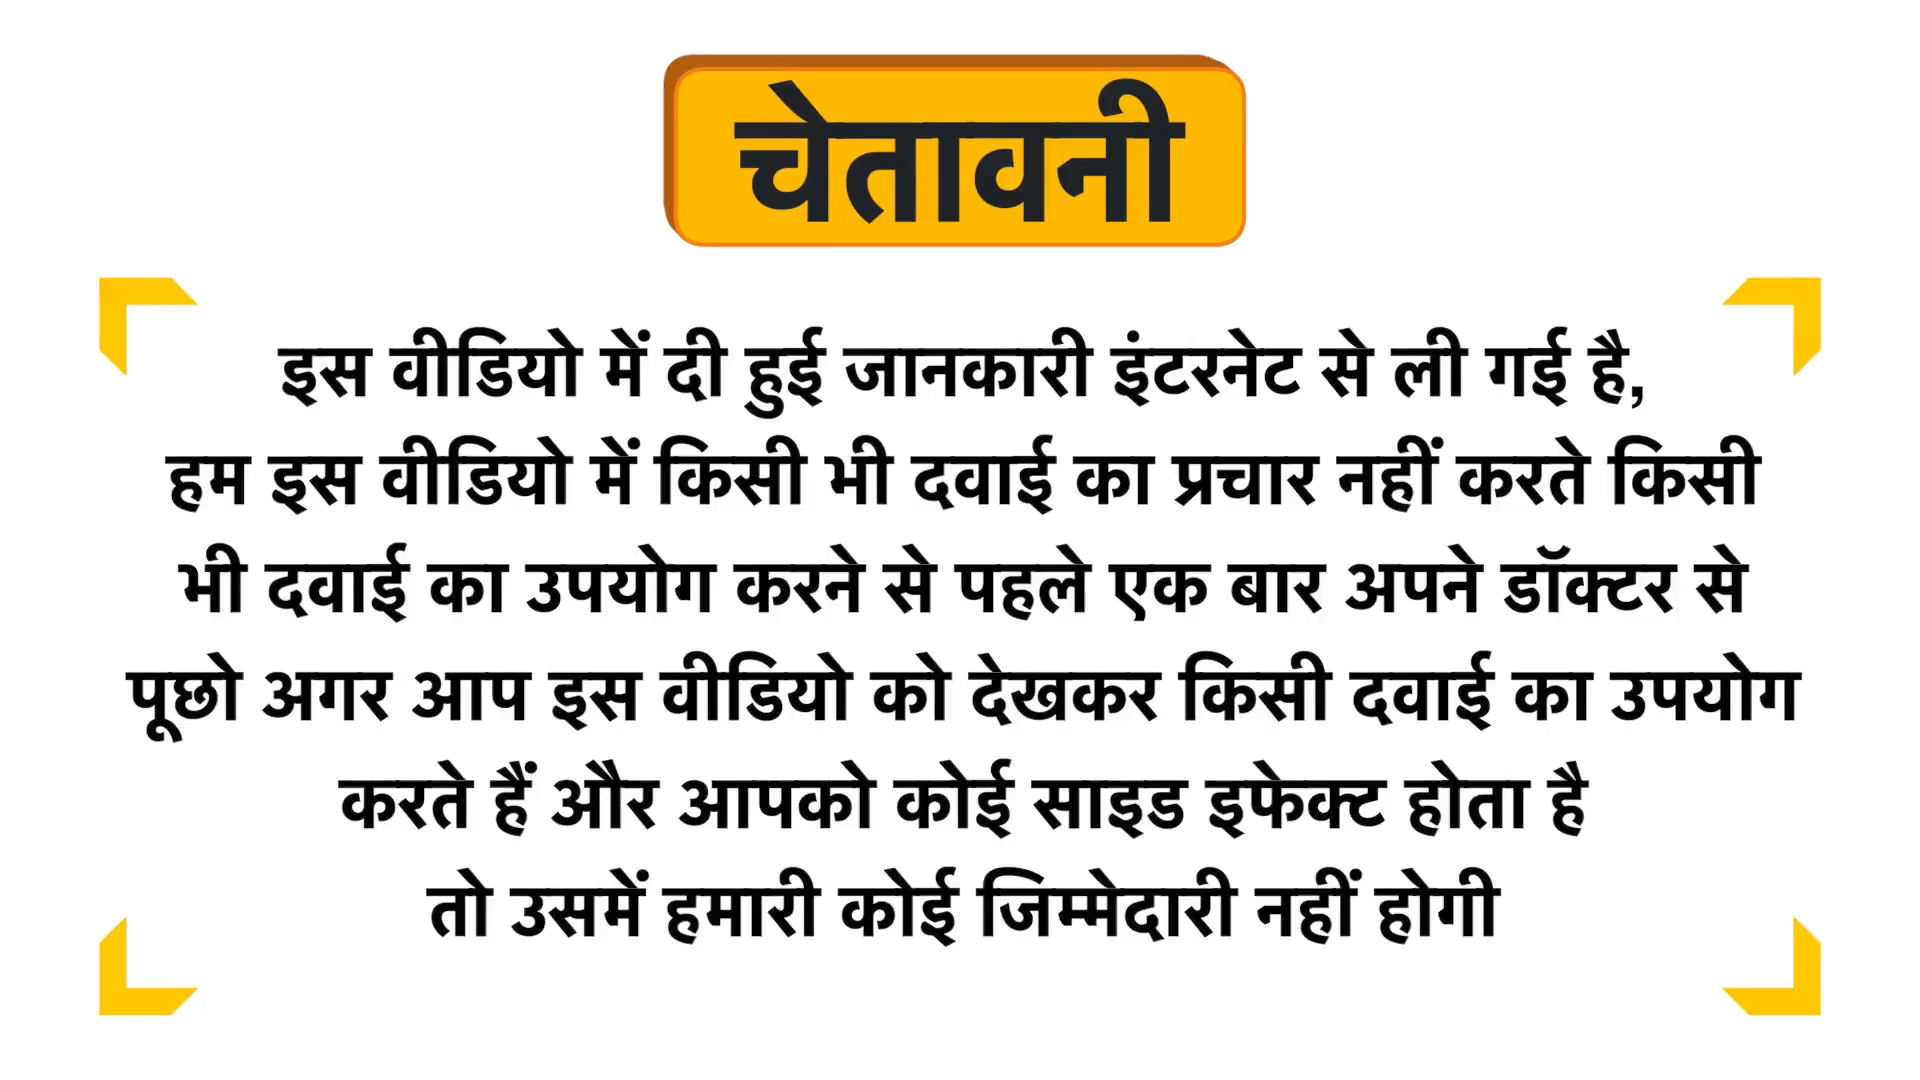 चेतावनी
इस वीडियो में दी हुई जानकारी इंटरनेट से ली गई है,
हम इस वीडियो में किसी भी दवाई का प्रचार नहीं करते किसी
भी दवाई का उपयोग करने से पहले एक बार अपने डॉक्टर से
पूछो अगर आप इस वीडियो को देखकर किसी दवाई का उपयोग
करते हैं और आपको कोई साइड इफेक्ट होता है
तो उसमें हमारी कोई जिम्मेदारी नहीं होगी